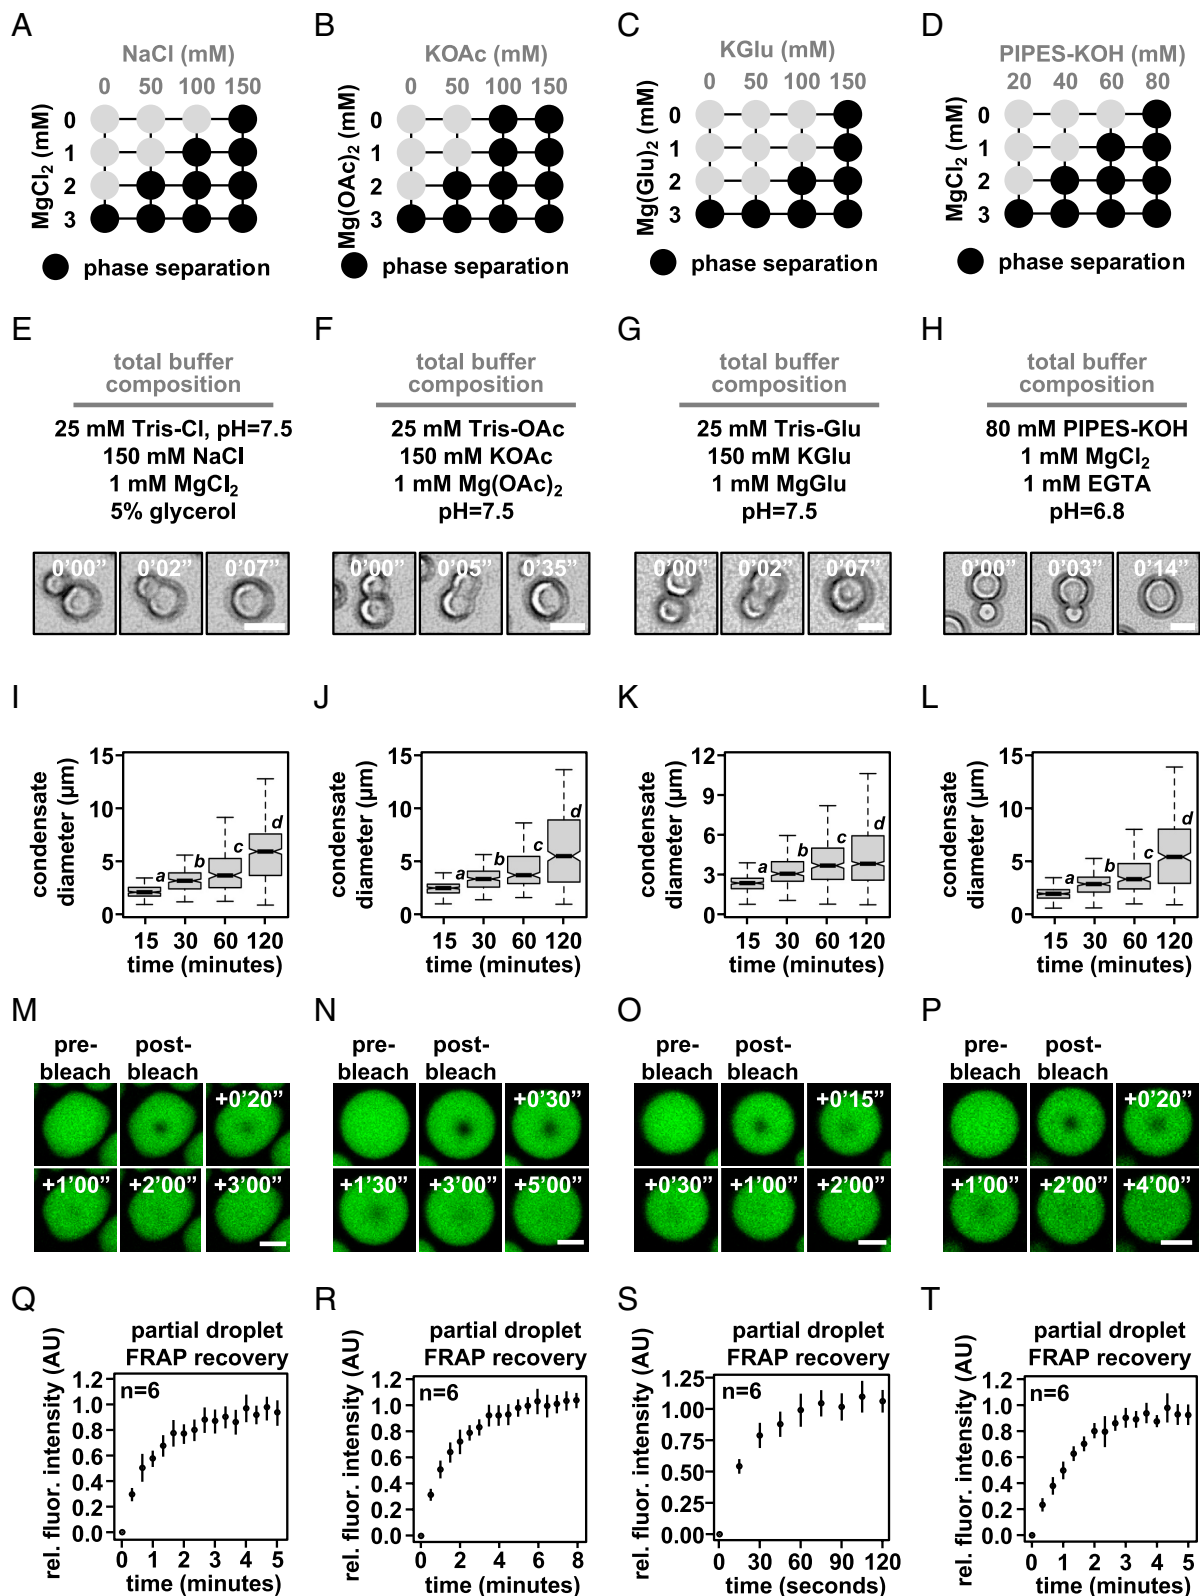 A
B
C
D
NaCl (mM)
KOAc (mM)
KGlu (mM)
PIPES-KOH (mM)
0 50 100 150
0 50 100 150
0 50 100 150
20 40 60 80
MgCl2 (mM)
0
1
2
3
Mg(OAc)2 (mM)
0
1
2
3
Mg(Glu)2 (mM)
0
1
2
3
MgCl2 (mM)
0
1
2
3
phase separation
phase separation
phase separation
phase separation
E
F
G
H
total buffer
composition
25 mM Tris-Cl, pH=7.5
150 mM NaCl
1 mM MgCl2
5% glycerol
total buffer
composition
25 mM Tris-OAc
150 mM KOAc
1 mM Mg(OAc)2
pH=7.5
total buffer
composition
25 mM Tris-Glu
150 mM KGlu
1 mM MgGlu
pH=7.5
total buffer
composition
80 mM PIPES-KOH
1 mM MgCl2
1 mM EGTA
pH=6.8
0'00” 0'02” 0'07”
0'00” 0'05” 0'35”
0'00” 0'02” 0'07”
0'00” 0'03” 0'14”
I
J
K
L
condensate
diameter (µm)
15
10
5
0
a b c d
15 30 60 120
time (minutes)
condensate
diameter (µm)
15
10
5
0
a b c d
15 30 60 120
time (minutes)
condensate
diameter (µm)
12
9
6
3
0
a b c d
15 30 60 120
time (minutes)
condensate
diameter (µm)
15
10
5
0
a b c d
15 30 60 120
time (minutes)
M
N
O
P
pre-
bleach
post-
bleach
+0'20”
+1'00” +2'00” +3'00”
pre-
bleach
post-
bleach
+0'30”
+1'30” +3'00” +5'00”
pre-
bleach
post-
bleach
+0'15”
+0'30” +1'00” +2'00”
pre-
bleach
post-
bleach
+0'20”
+1'00” +2'00” +4'00”
Q
R
S
T
partial droplet
FRAP recovery
rel. fluor. intensity (AU)
1.2
1.0
0.8
0.6
0.4
0.2
0.0
n=6
0 1 2 3 4 5
time (minutes)
partial droplet
FRAP recovery
rel. fluor. intensity (AU)
1.2
1.0
0.8
0.6
0.4
0.2
0.0
n=6
0 2 4 6 8
time (minutes)
partial droplet
FRAP recovery
rel. fluor. intensity (AU)
1.25
1.00
0.75
0.50
0.25
0.00
n=6
0 30 60 90 120
time (seconds)
partial droplet
FRAP recovery
rel. fluor. intensity (AU)
1.2
1.0
0.8
0.6
0.4
0.2
0.0
n=6
0 1 2 3 4 5
time (minutes)